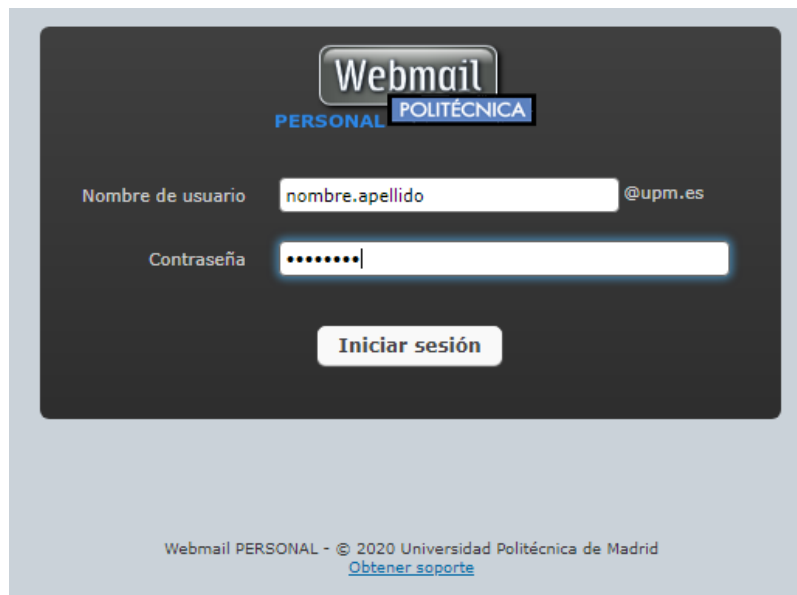 Webmail
POLITÉCNICA
PERSONAL
Nombre de usuario nombre.apellido @upm.es
Contraseña ••••••••
Iniciar sesión
Webmail PERSONAL - © 2020 Universidad Politécnica de Madrid
Obtener soporte